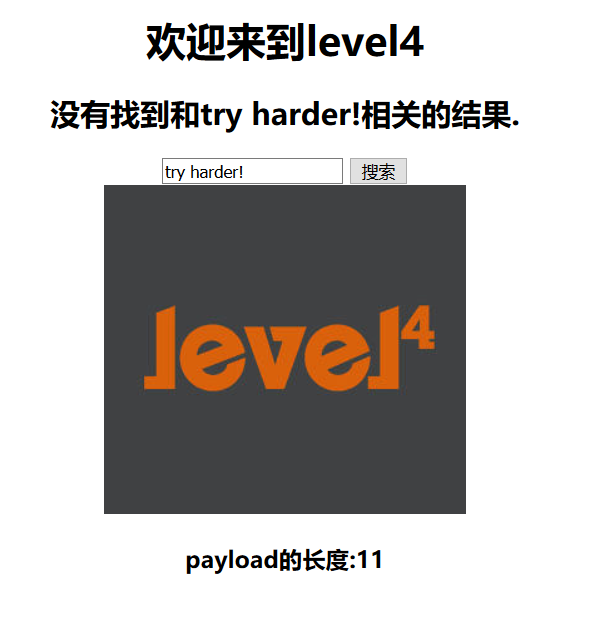 欢迎来到level4
没有找到和try harder!相关的结果.
try harder! 搜索
level4
payload的长度:11